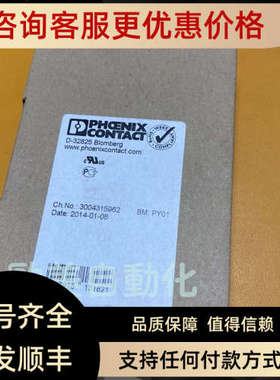 咨询客服更优惠价格
PHŒNIX
CONTACT
D-32825 Blomberg
www.phoenixcontact.com
COMPLIANT
Ch.No.: 3004315962
BM: PY01
Date: 2014-01-08
自動化
号齐全
品质保障 值得信赖
发顺丰
支持任何付款方式